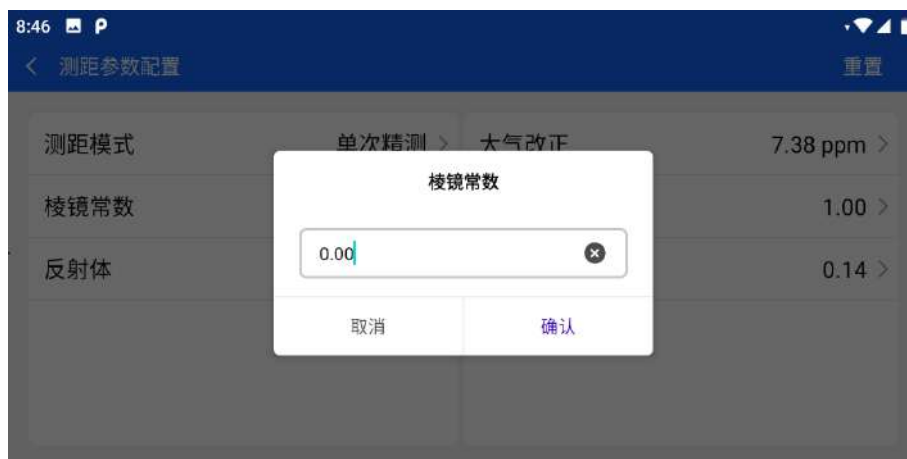 8:46
测距参数配置 重置
测距模式 单次精测 大气改正 7.38 ppm
棱镜常数
棱镜常数 1.00
0.00
反射体 0.14
取消 确认